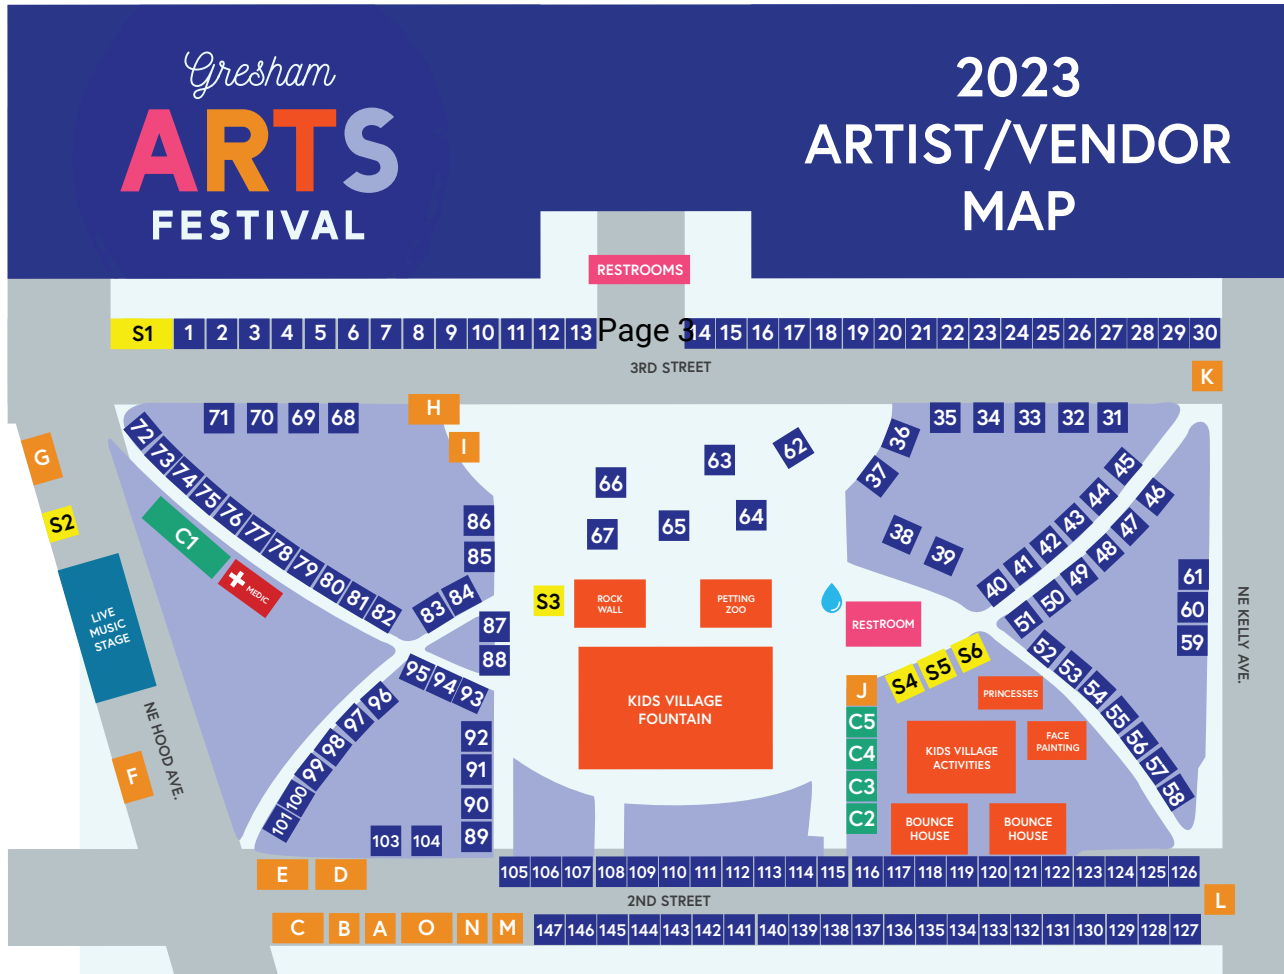 Gresham
ARTS
FESTIVAL
2023
ARTIST/VENDOR
MAP
RESTROOMS
S1 1 2 3 4 5 6 7 8 9 10 11 12 13 Page 3 14 15 16 17 18 19 20 21 22 23 24 25 26 27 28 29 30
3RD STREET
K
H
71 70 69 68
35 34 33 32 31
I
G
S2
72 73 74 75 76 77 78 79 80 81 82
C1
MEDIC
36
37
38
39
62
63
64
65
66
67
45
44
43
42
41
40
46
47
48
49
50
51
86
85
84
83
87
88
61
60
59
NE KELLY AVE.
S3
ROCK
WALL
PETTING
ZOO
RESTROOM
LIVE
MUSIC
STAGE
S4 S5 S6
52 53 54 55 56 57 58
95 94 93
96
97
98
99
100
101
KIDS VILLAGE
FOUNTAIN
J
C5
C4
C3
C2
PRINCESSES
KIDS VILLAGE
ACTIVITIES
FACE
PAINTING
BOUNCE
HOUSE
BOUNCE
HOUSE
NE HOOD AVE.
F
92
91
90
89
103 104
E D
105 106 107 108 109 110 111 112 113 114 115 116 117 118 119 120 121 122 123 124 125 126
2ND STREET
L
C B A O N M 147 146 145 144 143 142 141 140 139 138 137 136 135 134 133 132 131 130 129 128 127